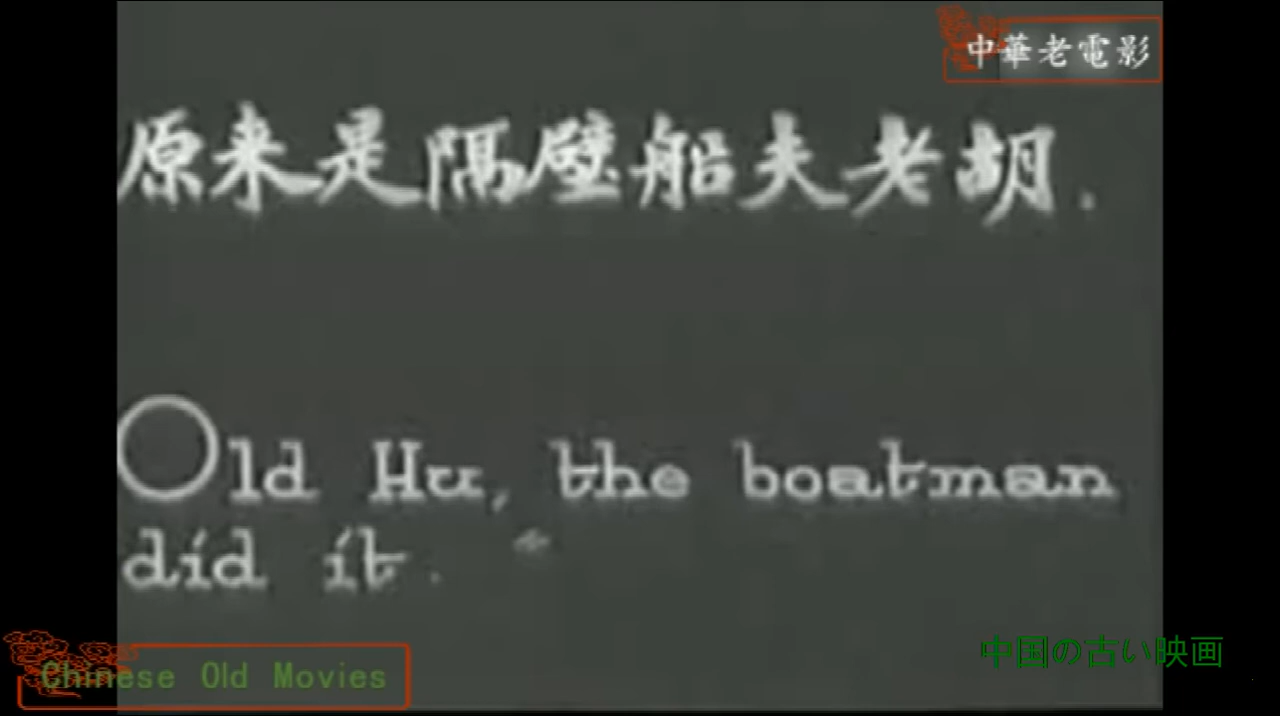 中華老電影
原来是隔壁船夫老胡.
Old Hu, the boatman
did it.
中国の古い映画
Chinese Old Movies